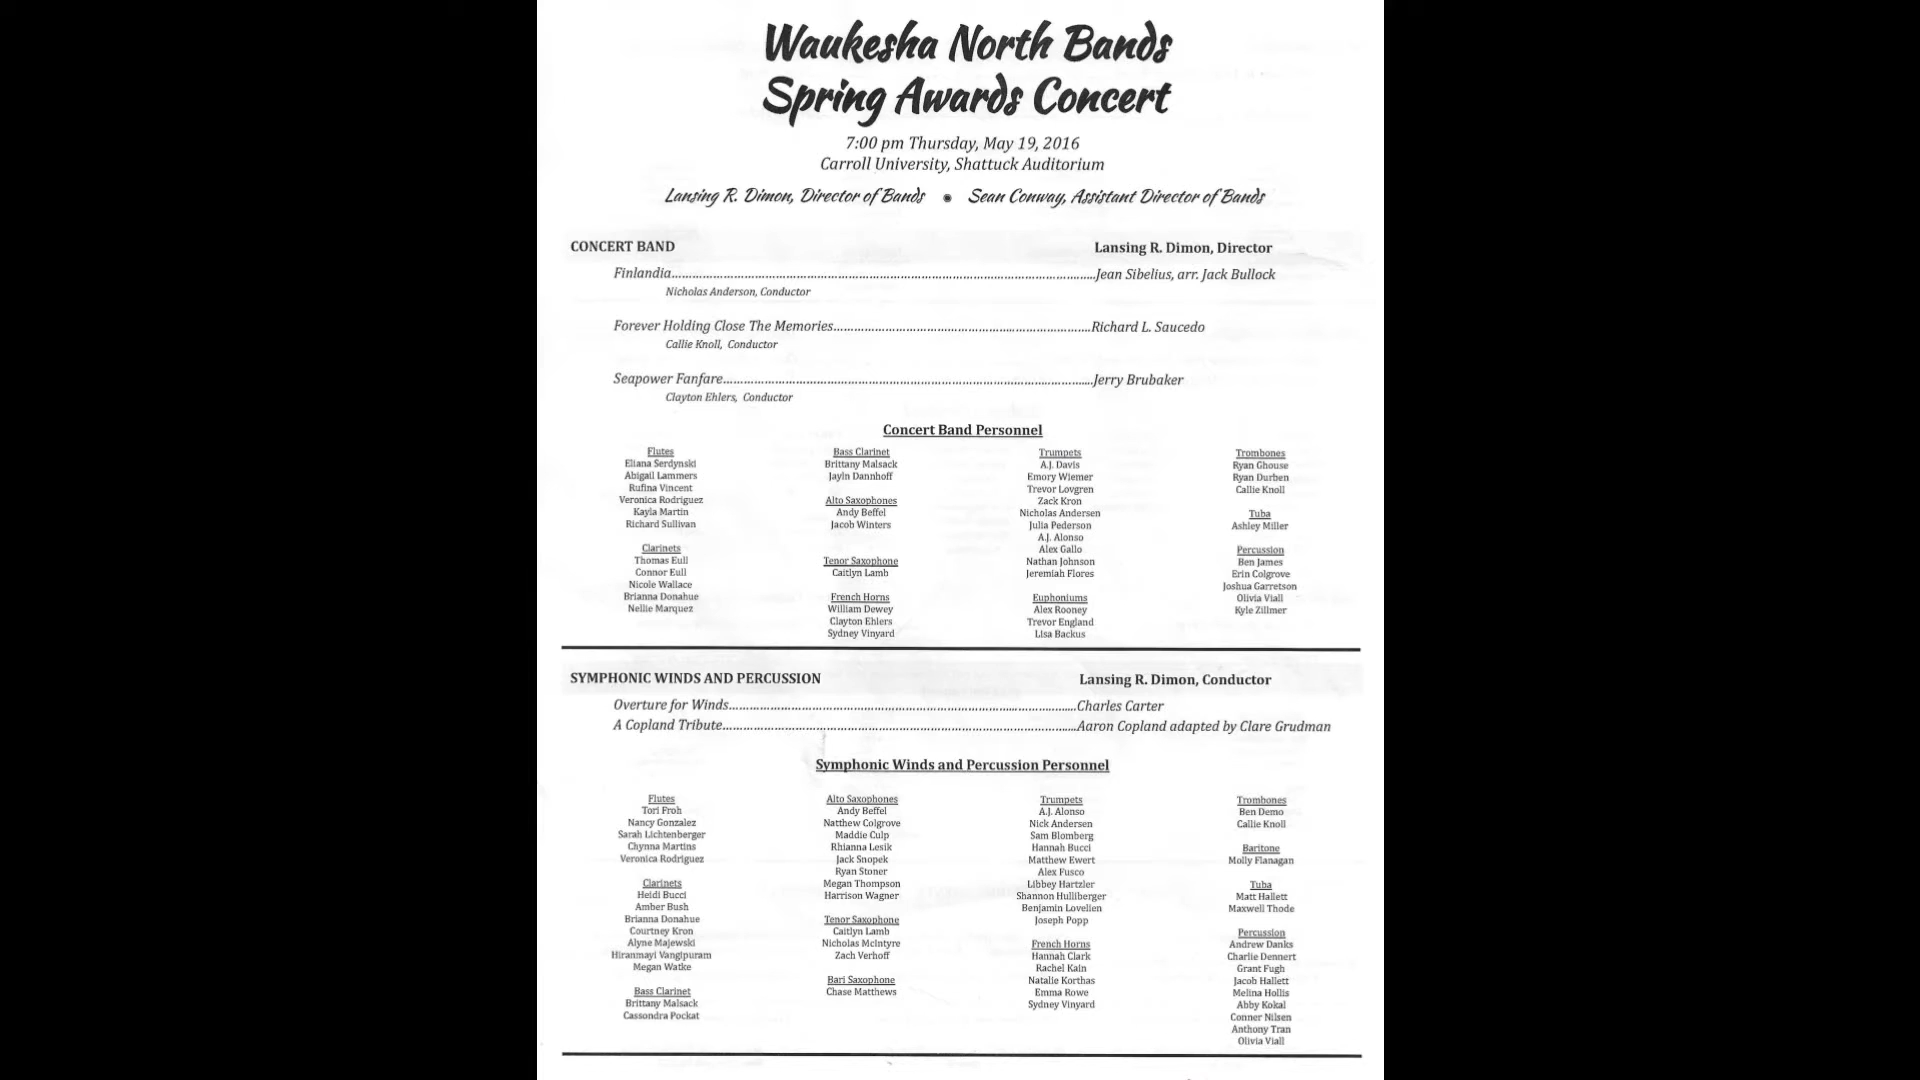 Waukesha North Bands
Spring Awards Concert
7:00 pm Thursday, May 19, 2016
Carroll University, Shattuck Auditorium
Lansing R. Dimon, Director of Bands ◉ Sean Conway, Assistant Director of Bands
CONCERT BAND Lansing R. Dimon, Director
Finlandia........Jean Sibelius, arr. Jack Bullock
Nicholas Anderson, Conductor
Forever Holding Close The Memories........Richard L. Saucedo
Callie Knoll, Conductor
Seapower Fanfare........Jerry Brubaker
Clayton Ehlers, Conductor
Concert Band Personnel
Flutes
Eliana Serdynski
Abigail Lammers
Rufina Vincent
Veronica Rodriguez
Kayla Martin
Richard Sullivan
Clarinets
Thomas Eull
Connor Eull
Nicole Wallace
Brianna Donahue
Nellie Marquez
Bass Clarinet
Brittany Malsack
Jayln Dannhoff
Alto Saxophones
Andy Beffel
Jacob Winters
Tenor Saxophone
Caitlyn Lamb
French Horns
William Dewey
Clayton Ehlers
Sydney Vinyard
Trumpets
A.J. Davis
Emory Wiemer
Trevor Lovgren
Zack Kron
Nicholas Andersen
Julia Pederson
A.J. Alonso
Alex Gallo
Nathan Johnson
Jeremiah Flores
Euphoniums
Alex Rooney
Trevor England
Lisa Backus
Trombones
Ryan Ghouse
Ryan Durben
Callie Knoll
Tuba
Ashley Miller
Percussion
Ben James
Erin Colgrove
Joshua Garretson
Olivia Viall
Kyle Zillmer
SYMPHONIC WINDS AND PERCUSSION Lansing R. Dimon, Conductor
Overture for Winds........Charles Carter
A Copland Tribute........Aaron Copland adapted by Clare Grudman
Symphonic Winds and Percussion Personnel
Flutes
Tori Froh
Nancy Gonzalez
Sarah Lichtenberger
Chynna Martins
Veronica Rodriguez
Clarinets
Heidi Bucci
Amber Bush
Brianna Donahue
Courtney Kron
Alyne Majewski
Hiranmayi Vangipuram
Megan Watke
Bass Clarinet
Brittany Malsack
Cassondra Pockat
Alto Saxophones
Andy Beffel
Natthew Colgrove
Maddie Culp
Rhianna Lesik
Jack Snopek
Ryan Stoner
Megan Thompson
Harrison Wagner
Tenor Saxophone
Caitlyn Lamb
Nicholas McIntyre
Zach Verhoff
Bari Saxophone
Chase Matthews
Trumpets
A.J. Alonso
Nick Andersen
Sam Blomberg
Hannah Bucci
Matthew Ewert
Alex Fusco
Libbey Hartzler
Shannon Hulliberger
Benjamin Lovelien
Joseph Popp
French Horns
Hannah Clark
Rachel Kain
Natalie Korthas
Emma Rowe
Sydney Vinyard
Trombones
Ben Demo
Callie Knoll
Baritone
Molly Flanagan
Tuba
Matt Hallett
Maxwell Thode
Percussion
Andrew Danks
Charlie Dennert
Grant Fugh
Jacob Hallett
Melina Hollis
Abby Kokal
Conner Nilsen
Anthony Tran
Olivia Viall